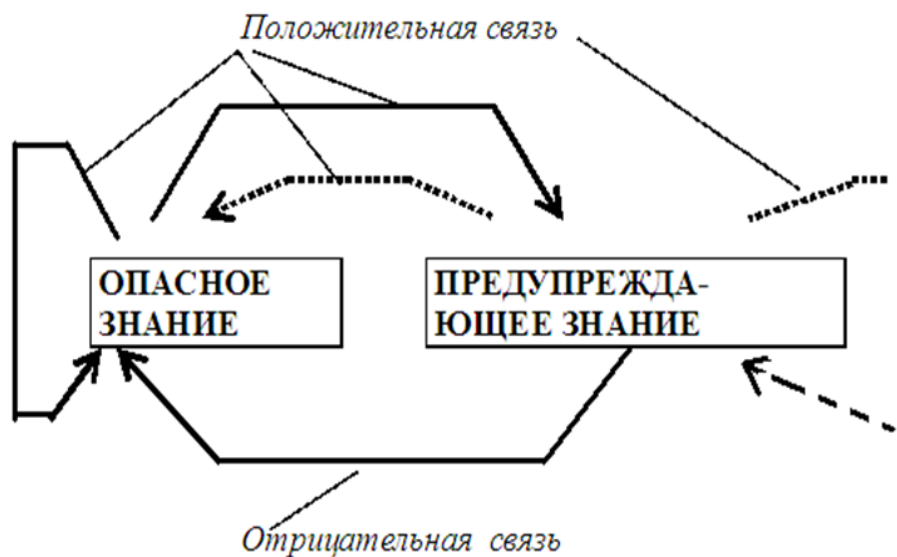 Положительная связь
ОПАСНОЕ
ЗНАНИЕ
ПРЕДУПРЕЖДА-
ЮЩЕЕ ЗНАНИЕ
Отрицательная связь